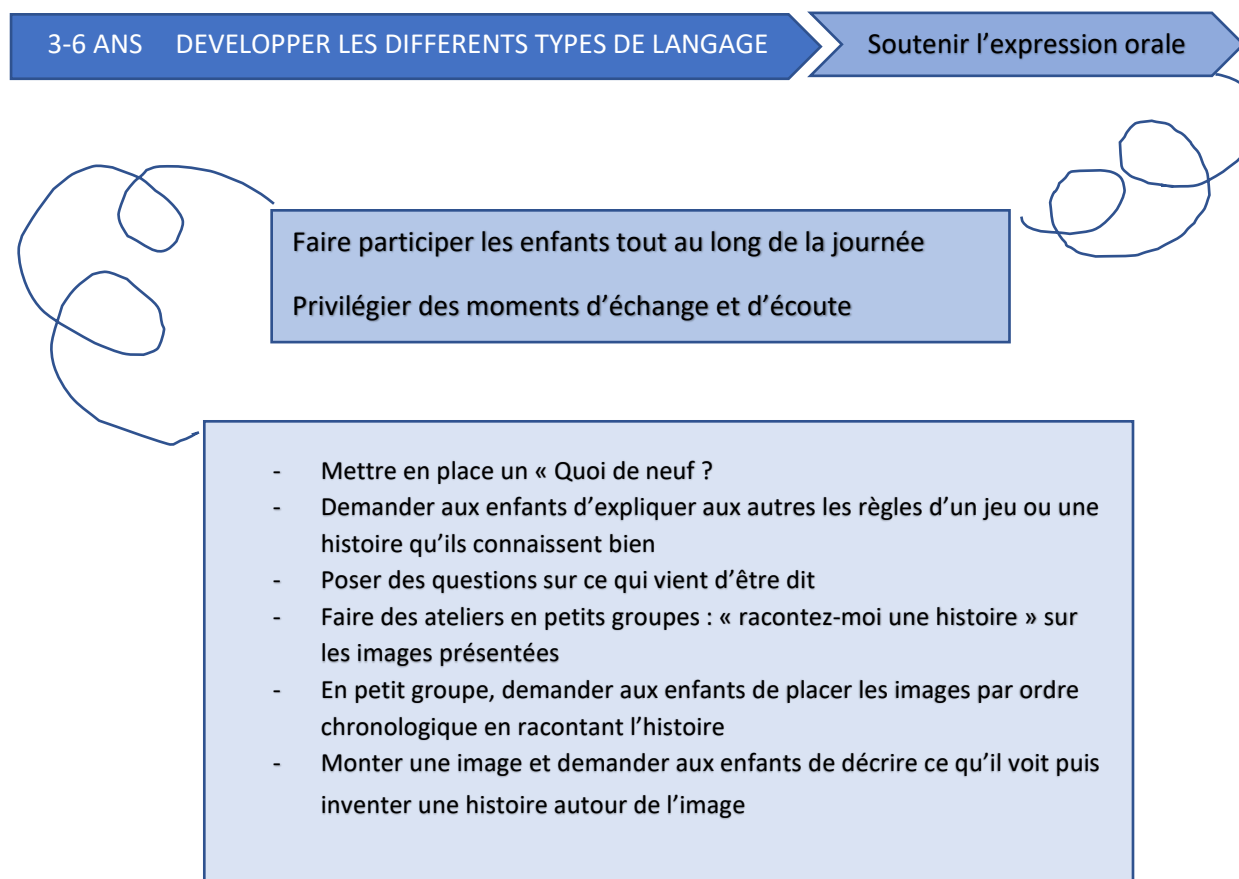 3-6 ANS DEVELOPPER LES DIFFERENTS TYPES DE LANGAGE
Soutenir l’expression orale
Faire participer les enfants tout au long de la journée
Privilégier des moments d’échange et d’écoute
- Mettre en place un « Quoi de neuf ?
- Demander aux enfants d’expliquer aux autres les règles d’un jeu ou une
histoire qu’ils connaissent bien
- Poser des questions sur ce qui vient d’être dit
- Faire des ateliers en petits groupes : « racontez-moi une histoire » sur
les images présentées
- En petit groupe, demander aux enfants de placer les images par ordre
chronologique en racontant l’histoire
- Monter une image et demander aux enfants de décrire ce qu’il voit puis
inventer une histoire autour de l’image